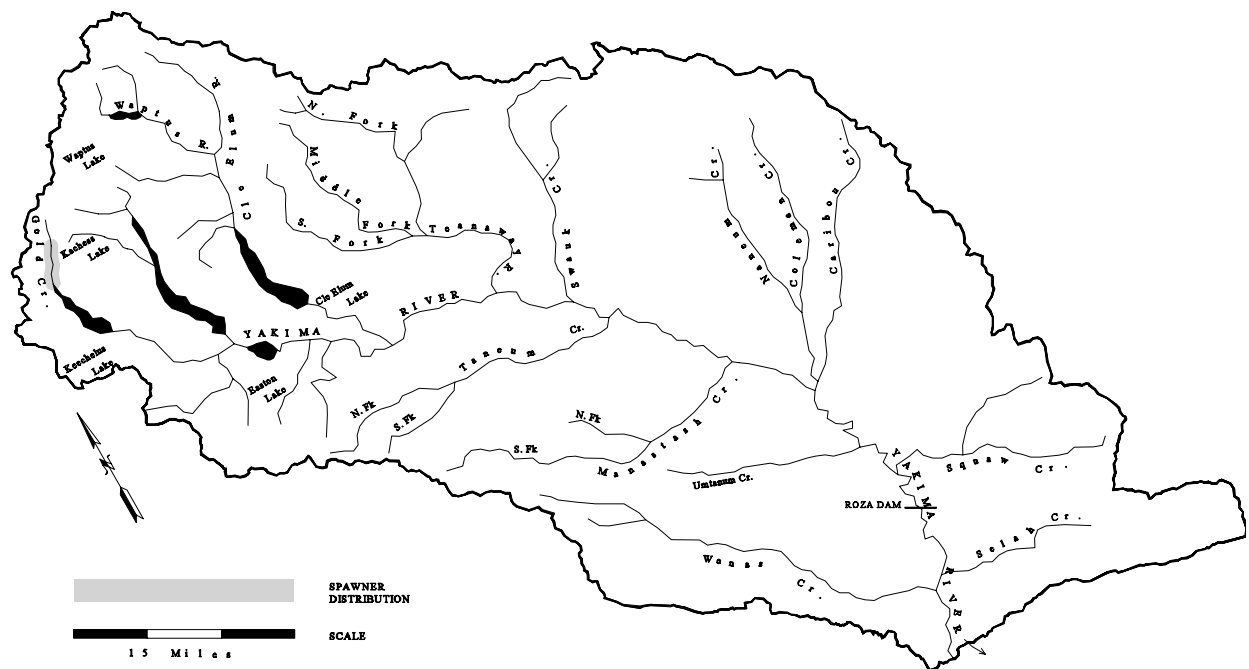 Waptus R.
Cle Elum R.
N. Fork
Waptus
Lake
Middle Fork
S. Fork
Teanaway R.
Swauk Cr.
Naneum Cr.
Coleman Cr.
Caribou Cr.
Gold Cr.
Kachess
Lake
Cle Elum
Lake
YAKIMA RIVER
Keechelus
Lake
Easton
Lake
Taneum Cr.
N. Fk
S. Fk
N. Fk
S. Fk
Manastash Cr.
Umtanum Cr.
YAKIMA RIVER
Squaw Cr.
ROZA DAM
Selah Cr.
Wenas Cr.
SPAWNER
DISTRIBUTION
SCALE
15 Miles